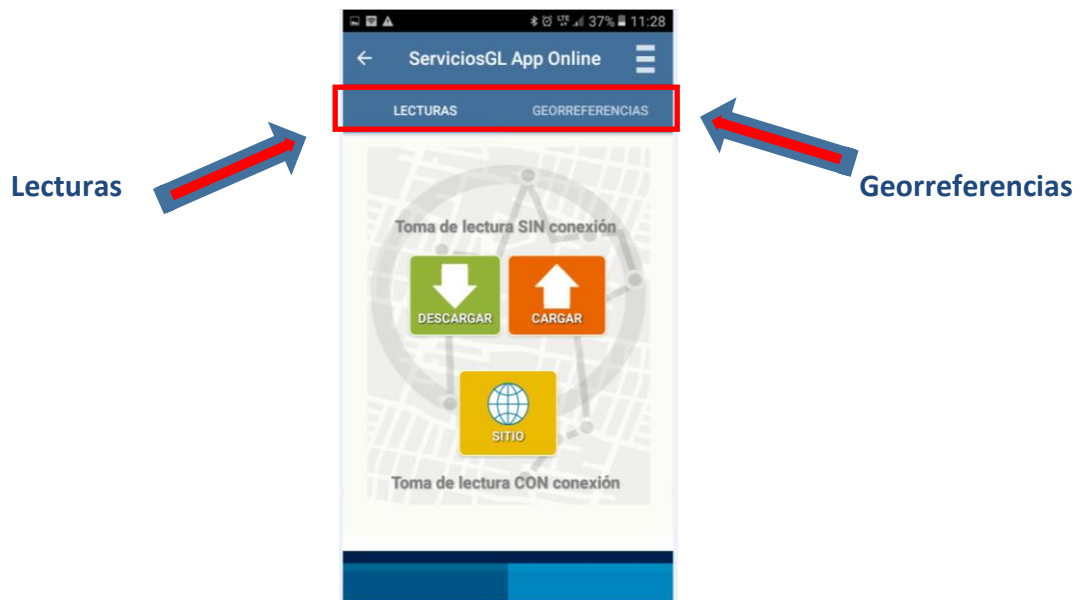 37% 11:28
ServiciosGL App Online
LECTURAS GEORREFERENCIAS
Lecturas
Georreferencias
Toma de lectura SIN conexión
DESCARGAR CARGAR
SITIO
Toma de lectura CON conexión